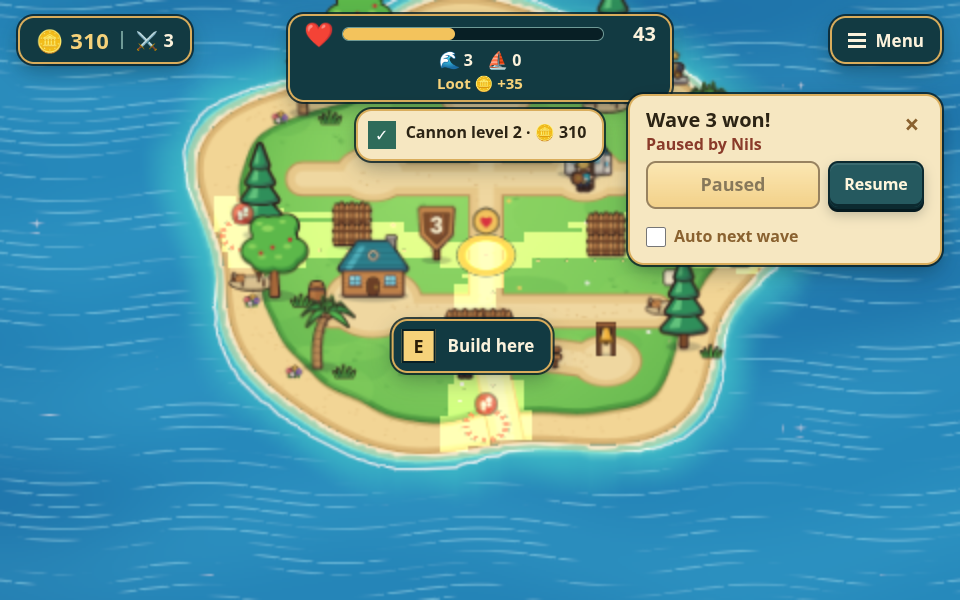 310
3
43
3
0
Loot +35
Menu
Cannon level 2 · 310
Wave 3 won!
×
Paused by Nils
Paused
Resume
Auto next wave
3
E
Build here